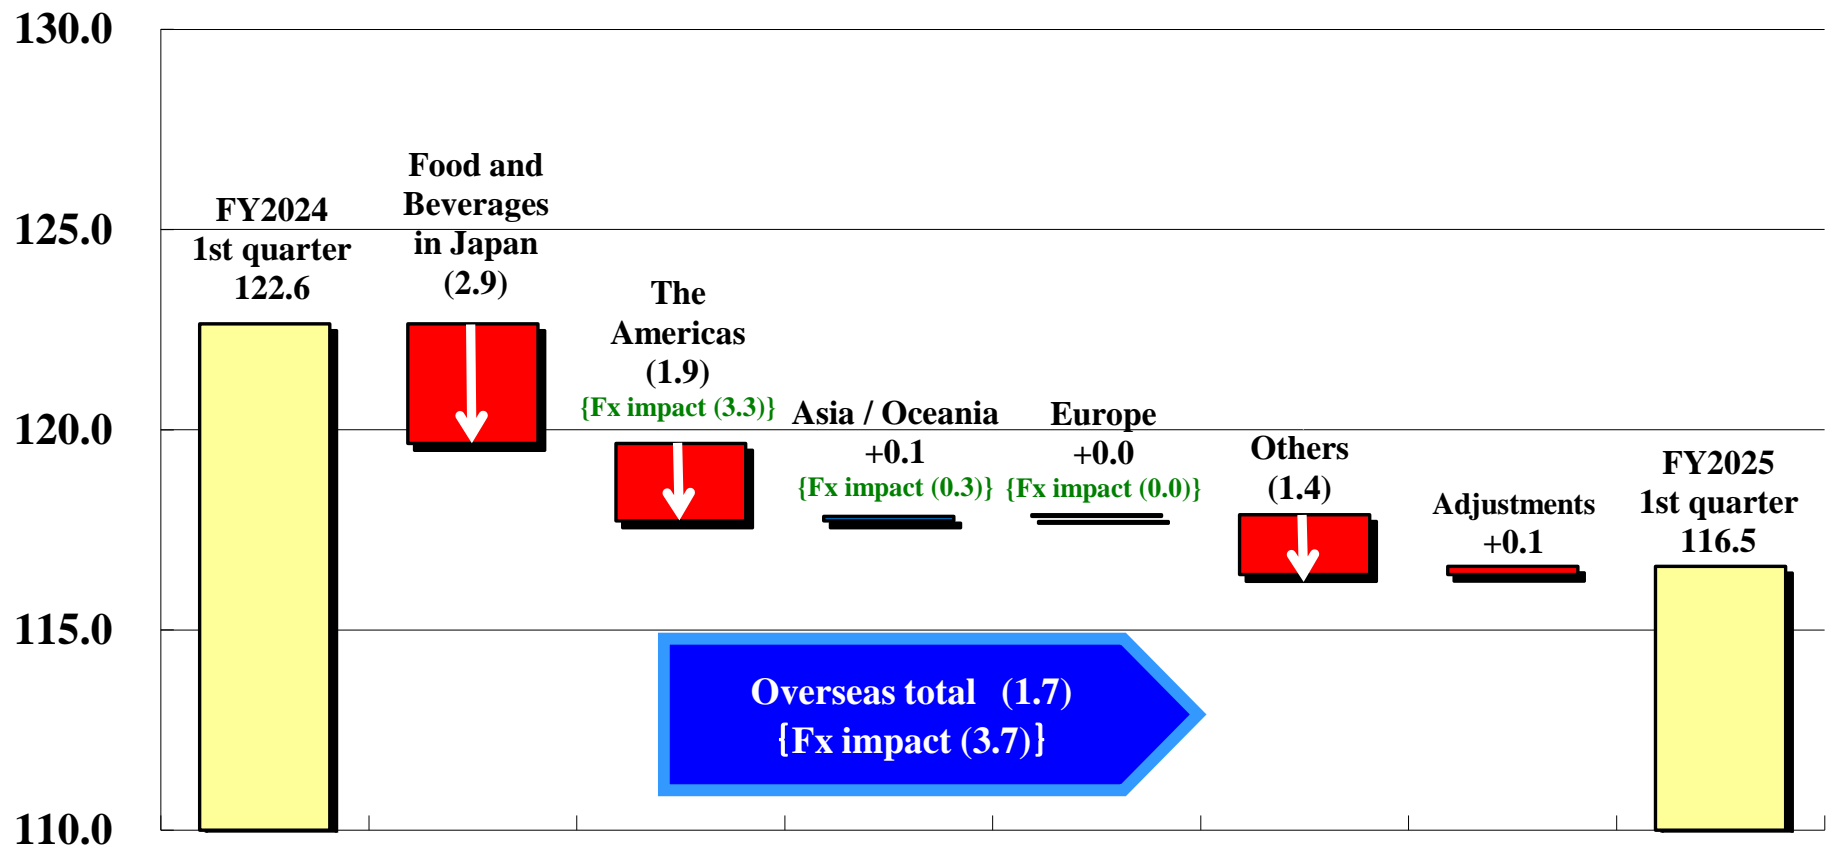 130.0
125.0
120.0
115.0
110.0
FY2024
1st quarter
122.6
Food and
Beverages
in Japan
(2.9)
The
Americas
(1.9)
{Fx impact (3.3)}
Asia / Oceania
+0.1
{Fx impact (0.3)}
Europe
+0.0
{Fx impact (0.0)}
Others
(1.4)
Adjustments
+0.1
FY2025
1st quarter
116.5
Overseas total (1.7)
{Fx impact (3.7)}